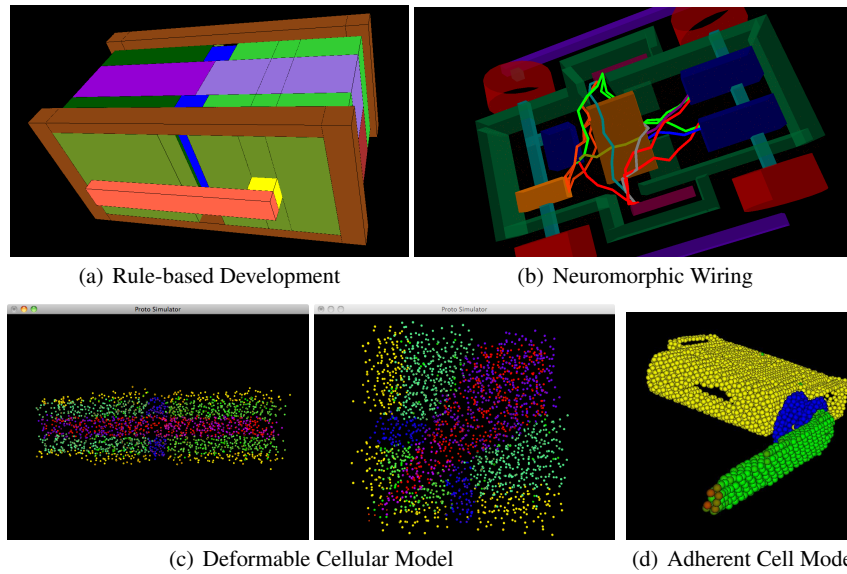 (a) Rule-based Development
(b) Neuromorphic Wiring
Proto Simulator
Proto Simulator
(c) Deformable Cellular Model
(d) Adherent Cell Mode